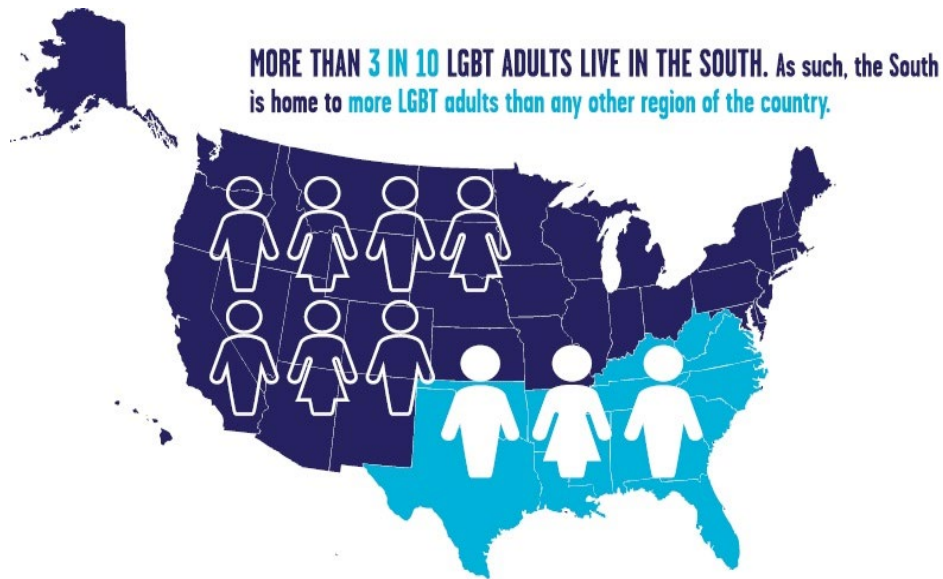 MORE THAN 3 IN 10 LGBT ADULTS LIVE IN THE SOUTH. As such, the South
is home to more LGBT adults than any other region of the country.